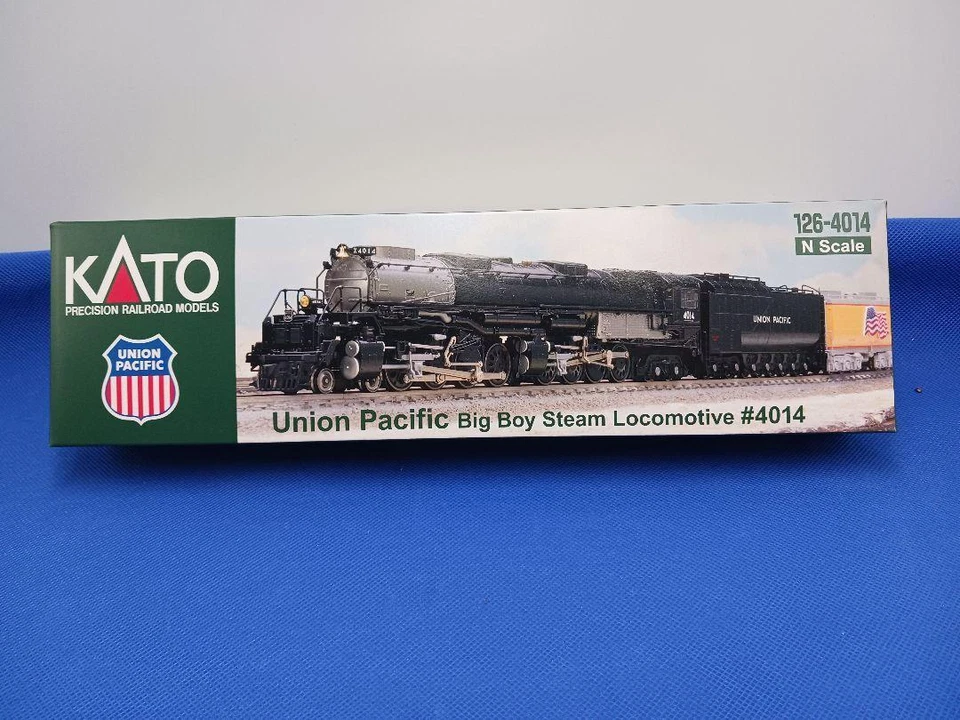 KATO
PRECISION RAILROAD MODELS
UNION
PACIFIC
126-4014
N Scale
X4014
4014
UNION PACIFIC
Union Pacific Big Boy Steam Locomotive #4014